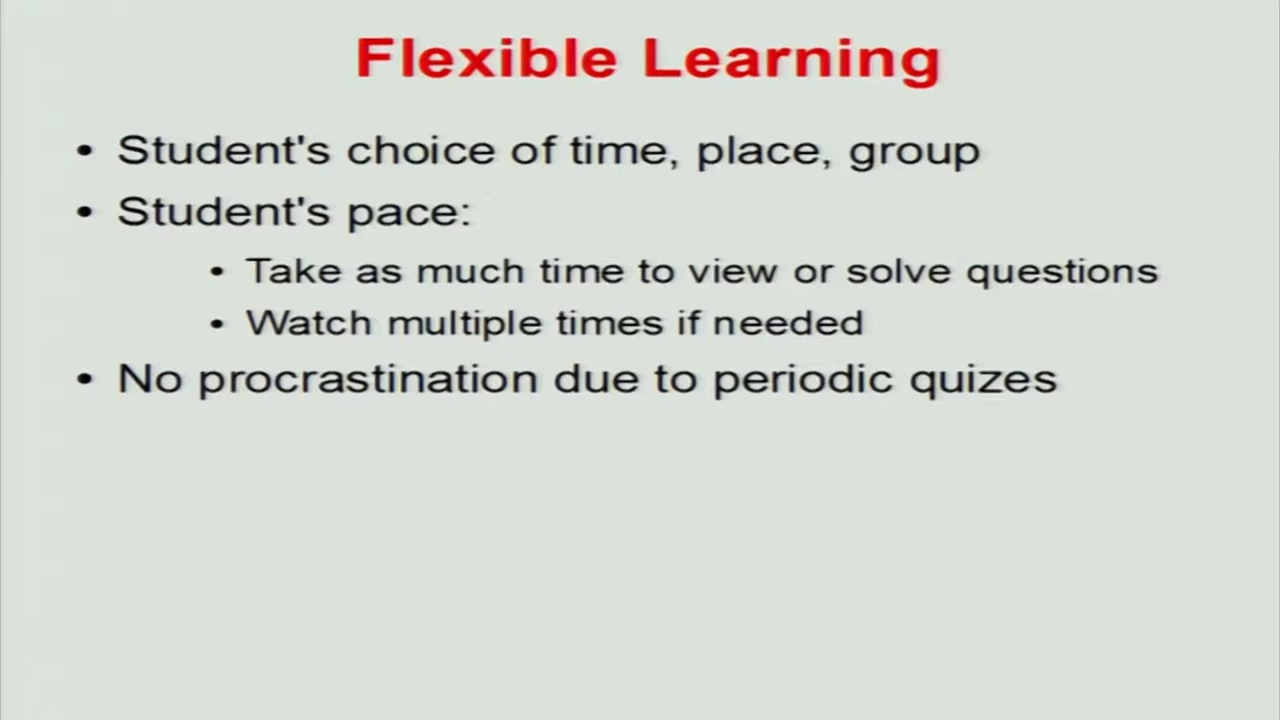 Flexible Learning
• Student's choice of time, place, group
• Student's pace:
• Take as much time to view or solve questions
• Watch multiple times if needed
• No procrastination due to periodic quizes